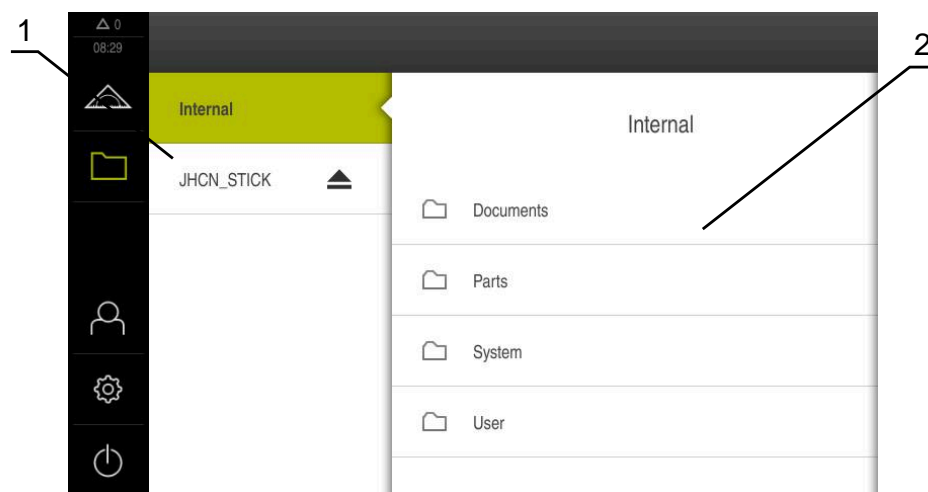 1
0
08:29
2
Internal
Internal
JHCN_STICK
Documents
Parts
System
User